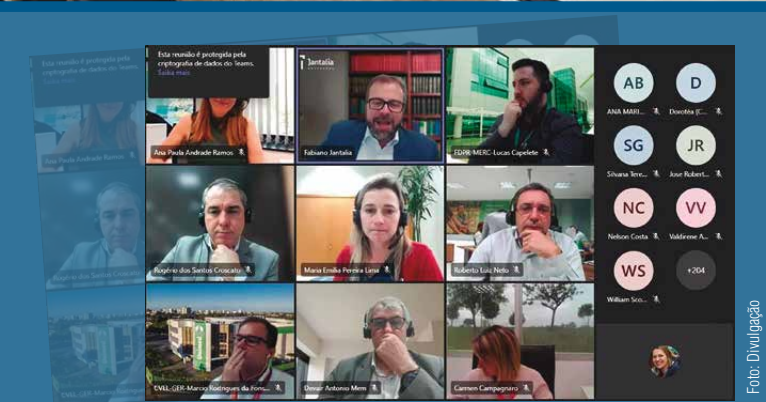 Esta reunião é protegida pela
criptografia de dados do Teams.
Saiba mais
Jantalia
Ana Paula Andrade Ramos
Fabiano Jantalia
EDPR-MERC-Lucas Capelete
Rogério dos Santos Croscato
Maria Emilia Pereira Lima
Roberto Luiz Neto
CVEL-GER-Marcio Rodrigues da Fons...
Denur Antonio Mem
Carmen Campagnaro
AB
D
ANA MARI...
Dorotéa (C...
SG
JR
Silvana Tere...
Jose Robert...
NC
VV
Nelson Costa
Valdirene A...
WS
+204
William Sco...
Foto: Divulgação